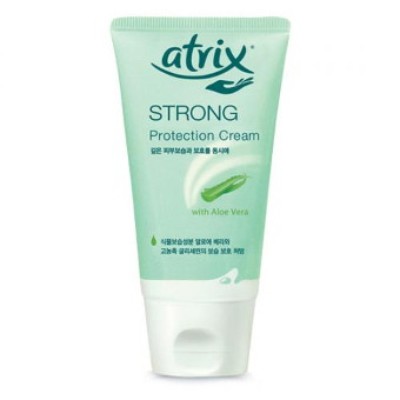 atrix®
STRONG
Protection Cream
깊은 피부보습과 보호를 동시에
with Aloe Vera
식물보습성분 알로에 베라와
고농축 글리세린의 보습 보호 처방